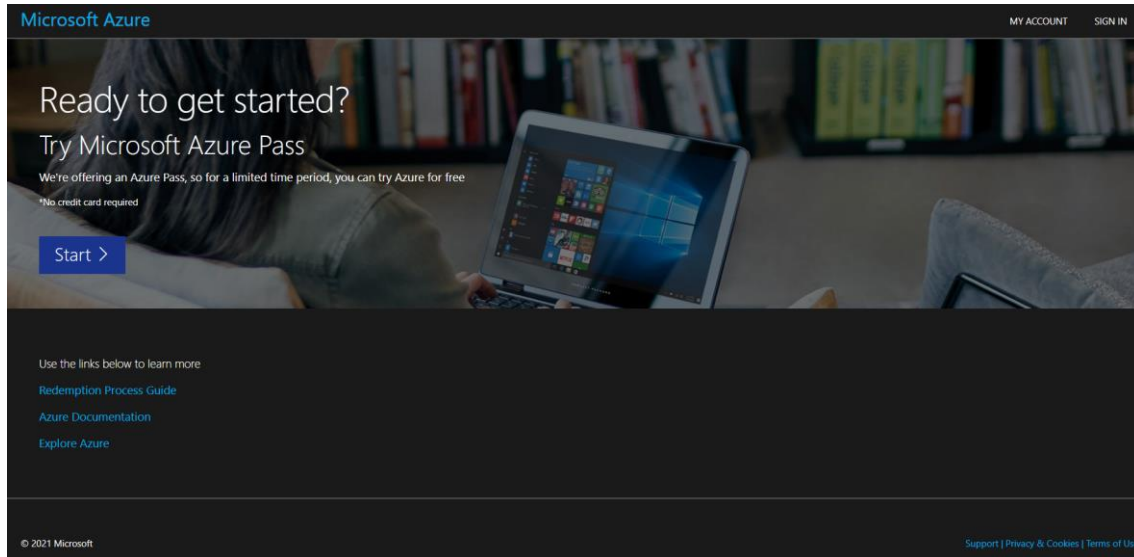 Microsoft Azure
MY ACCOUNT
SIGN IN
Ready to get started?
Try Microsoft Azure Pass
We're offering an Azure Pass, so for a limited time period, you can try Azure for free
*No credit card required
Start >
Use the links below to learn more
Redemption Process Guide
Azure Documentation
Explore Azure
© 2021 Microsoft
Support | Privacy & Cookies | Terms of Us